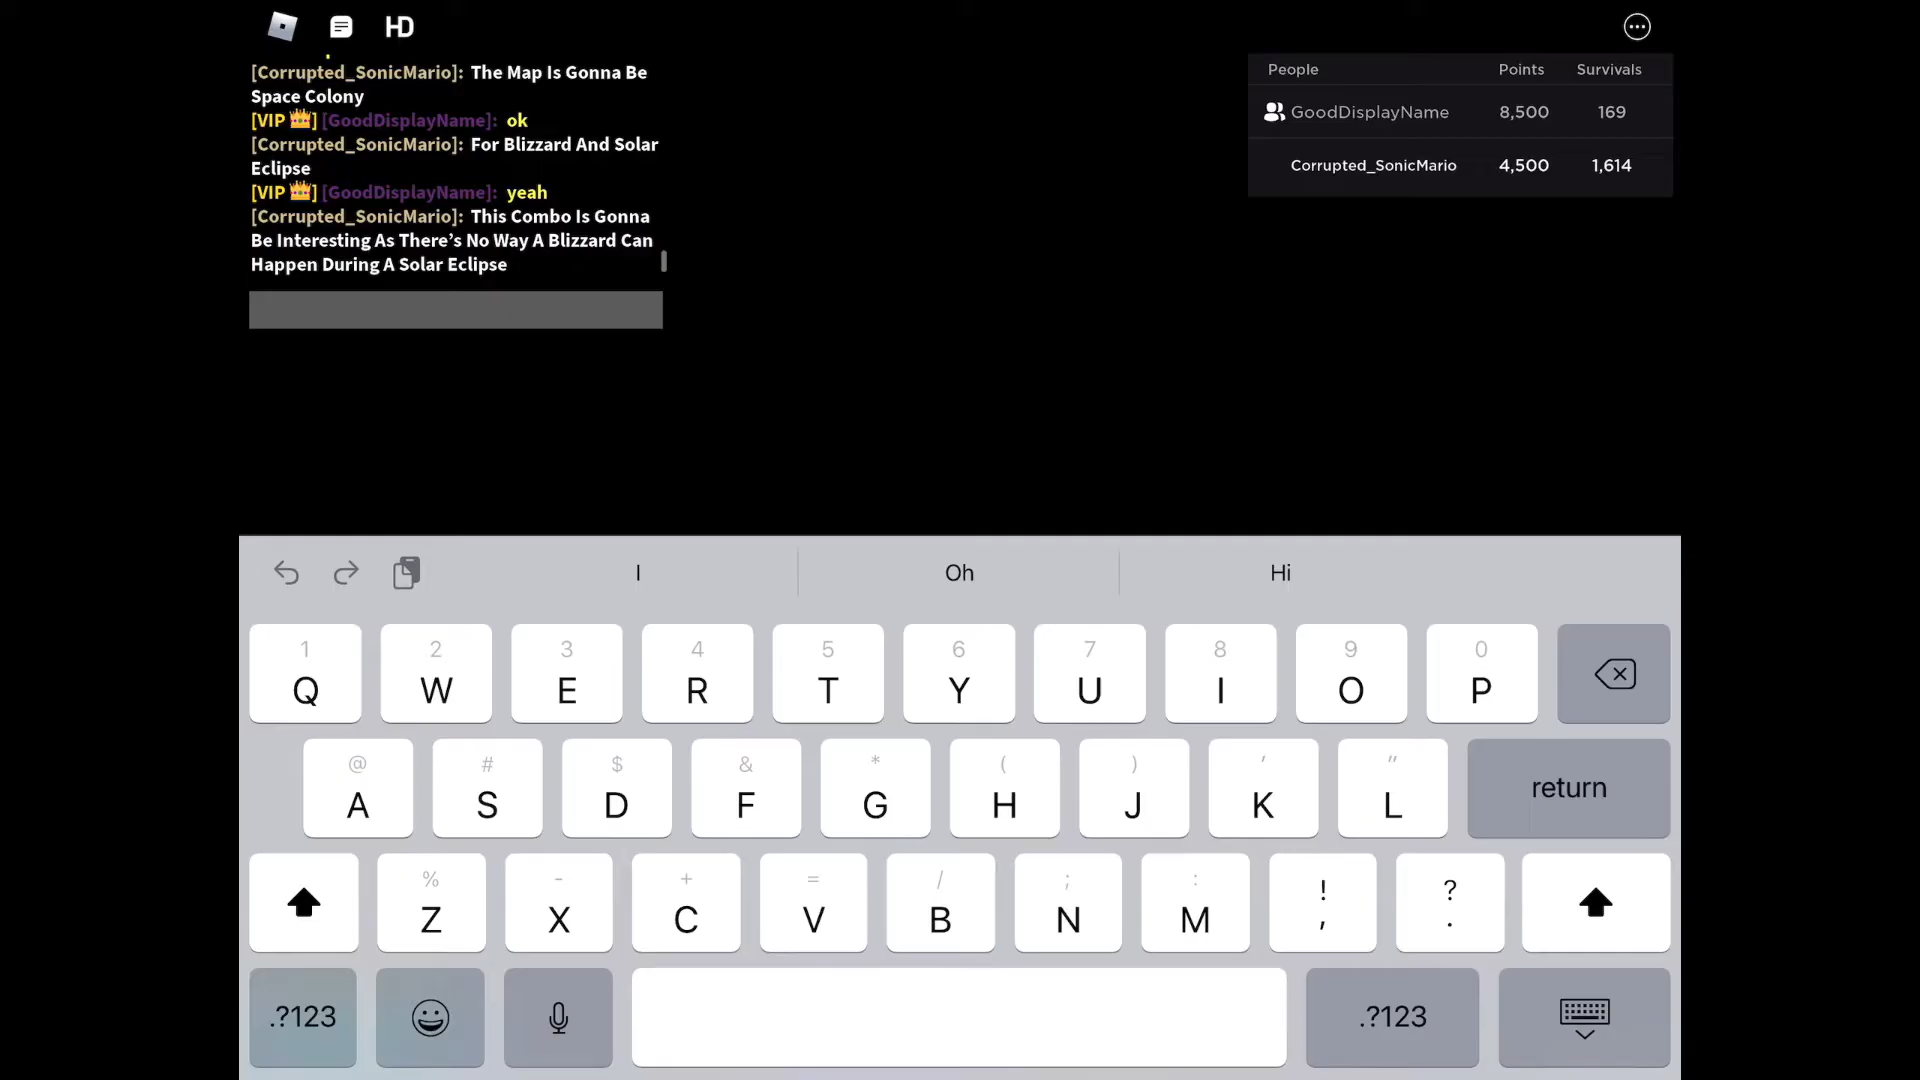 HD
[Corrupted_SonicMario]: The Map Is Gonna Be
Space Colony
[VIP 👑] [GoodDisplayName]: ok
[Corrupted_SonicMario]: For Blizzard And Solar
Eclipse
[VIP 👑] [GoodDisplayName]: yeah
[Corrupted_SonicMario]: This Combo Is Gonna
Be Interesting As There’s No Way A Blizzard Can
Happen During A Solar Eclipse
People Points Survivals
GoodDisplayName 8,500 169
Corrupted_SonicMario 4,500 1,614
I Oh Hi
1 2 3 4 5 6 7 8 9 0
Q W E R T Y U I O P
@ # $ & * ( ) ' "
A S D F G H J K L return
% - + = / ; : ! ?
Z X C V B N M , .
.?123 .?123